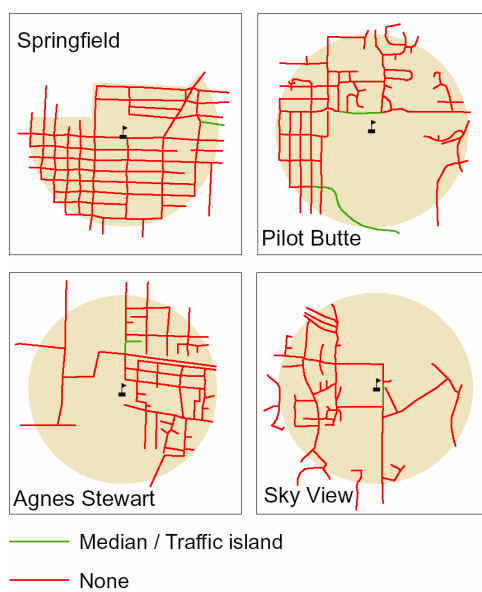 Springfield
Pilot Butte
Agnes Stewart
Sky View
Median / Traffic island
None